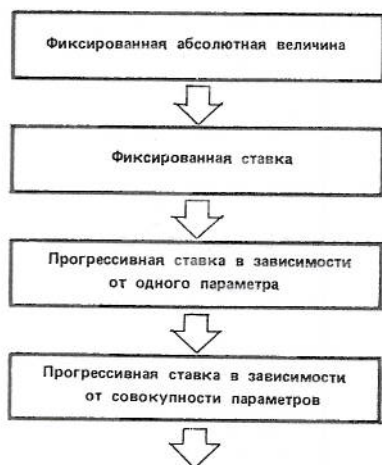 Фиксированная абсолютная величина
Фиксированная ставка
Прогрессивная ставка в зависимости
от одного параметра
Прогрессивная ставка в зависимости
от совокупности параметров